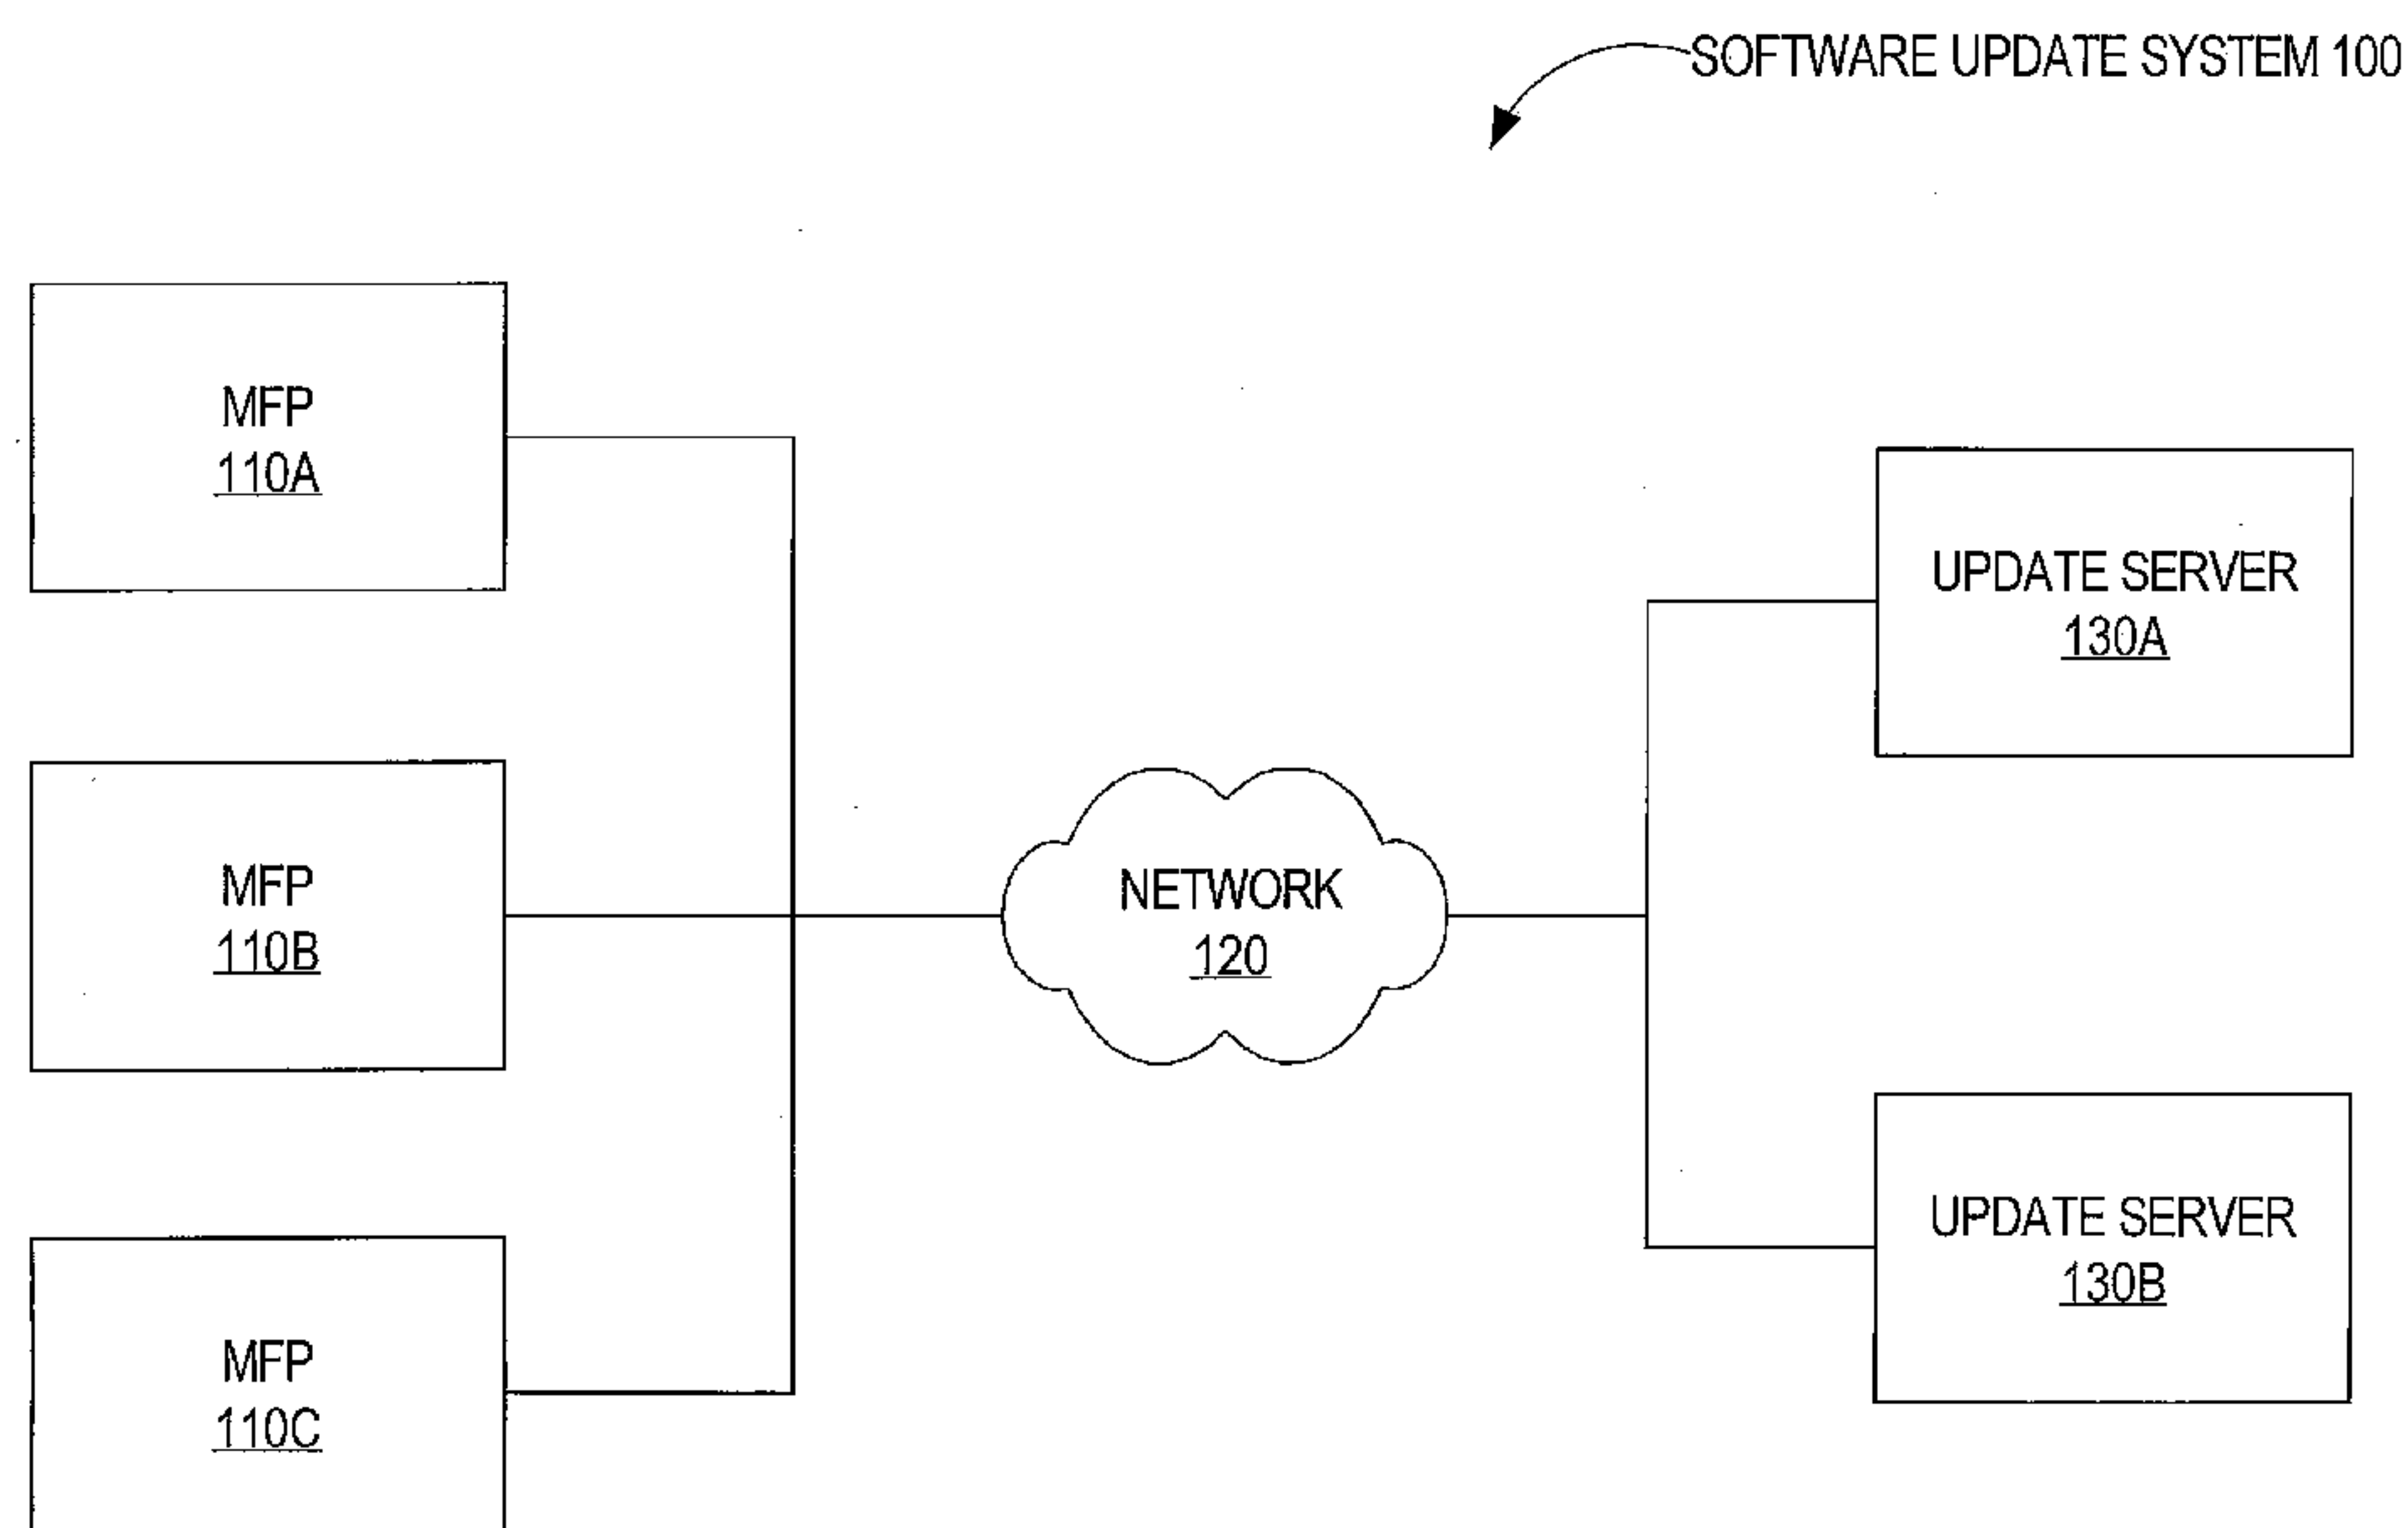 SOFTWARE UPDATE SYSTEM 100
MFP
110A
UPDATE SERVER
130A
MFP
110B
NETWORK
120
UPDATE SERVER
130B
MFP
110C